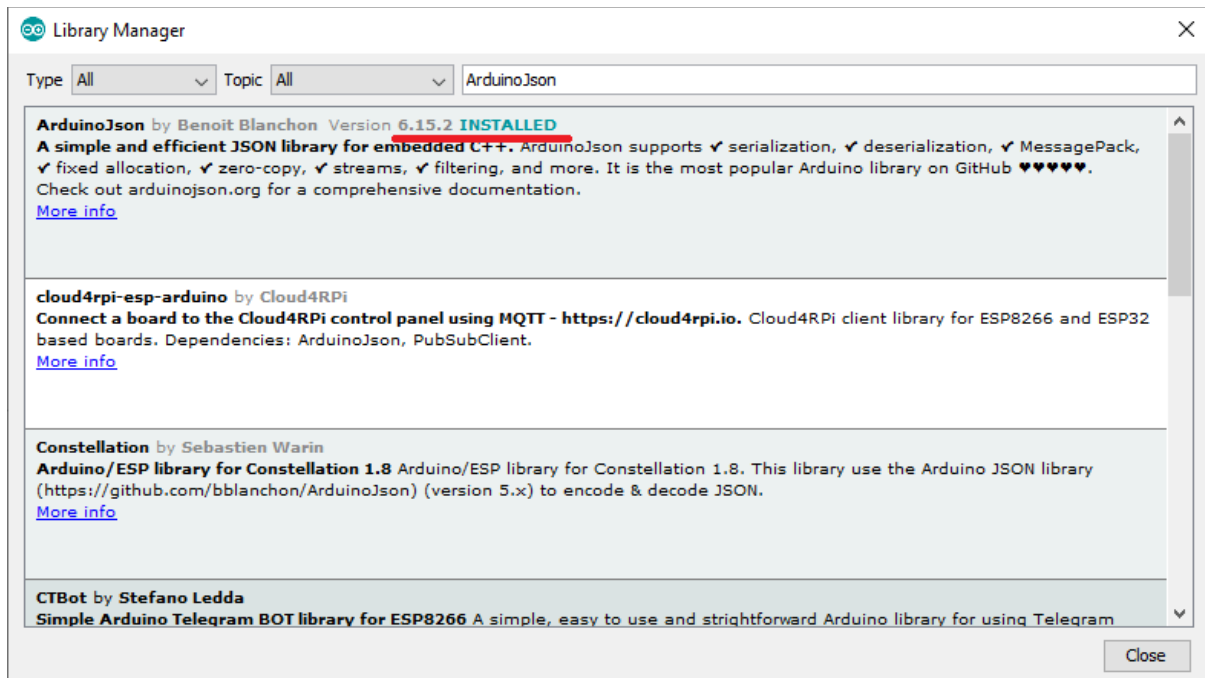 Library Manager
Type All Topic All ArduinoJson
ArduinoJson by Benoit Blanchon Version 6.15.2 INSTALLED
A simple and efficient JSON library for embedded C++. ArduinoJson supports ✔ serialization, ✔ deserialization, ✔ MessagePack,
✔ fixed allocation, ✔ zero-copy, ✔ streams, ✔ filtering, and more. It is the most popular Arduino library on GitHub ♥♥♥♥♥.
Check out arduinojson.org for a comprehensive documentation.
More info
cloud4rpi-esp-arduino by Cloud4RPi
Connect a board to the Cloud4RPi control panel using MQTT - https://cloud4rpi.io. Cloud4RPi client library for ESP8266 and ESP32
based boards. Dependencies: ArduinoJson, PubSubClient.
More info
Constellation by Sebastien Warin
Arduino/ESP library for Constellation 1.8 Arduino/ESP library for Constellation 1.8. This library use the Arduino JSON library
(https://github.com/bblanchon/ArduinoJson) (version 5.x) to encode & decode JSON.
More info
CTBot by Stefano Ledda
Simple Arduino Telegram BOT library for ESP8266 A simple, easy to use and strightforward Arduino library for using Telegram
Close